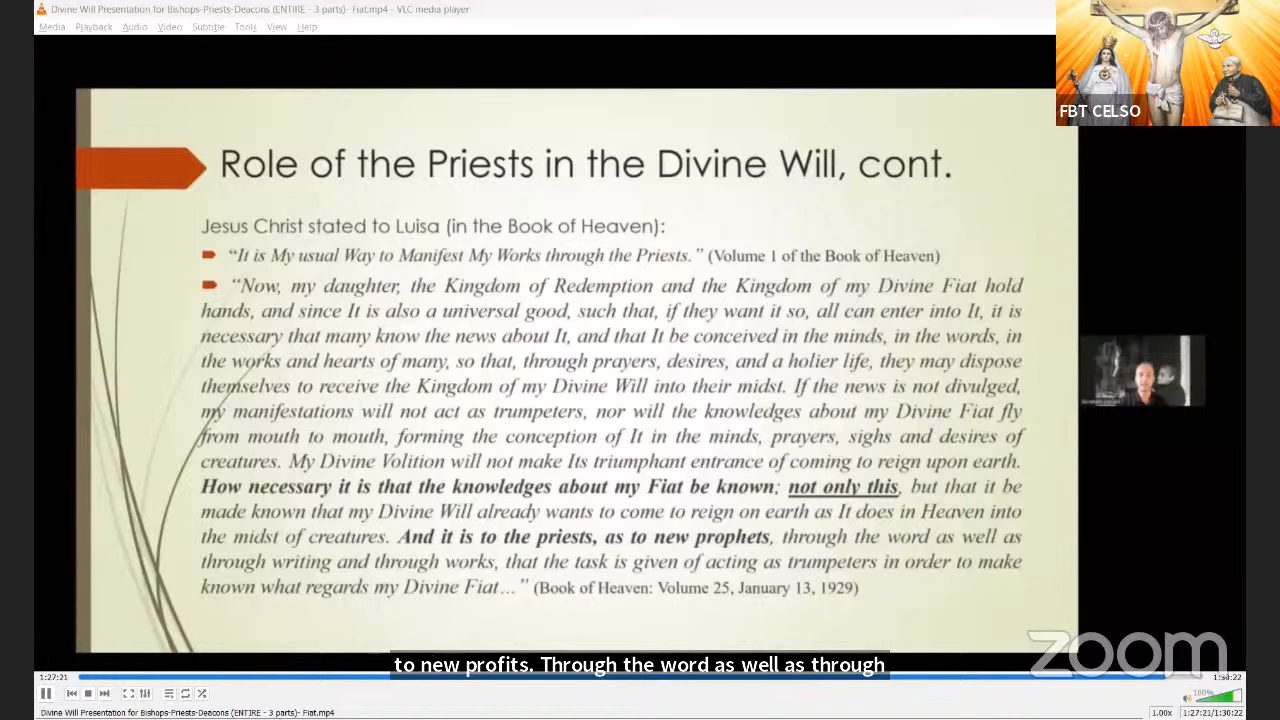 Divine Will Presentation for Bishops-Priests-Deacons (ENTIRE - 3 parts)- Fiat.mp4 - VLC media player
Media Playback Audio Video Subtitle Tools View Help
FBT CELSO
Role of the Priests in the Divine Will, cont.
Jesus Christ stated to Luisa (in the Book of Heaven):
“It is My usual Way to Manifest My Works through the Priests.” (Volume 1 of the Book of Heaven)
“Now, my daughter, the Kingdom of Redemption and the Kingdom of my Divine Fiat hold
hands, and since It is also a universal good, such that, if they want it so, all can enter into It, it is
necessary that many know the news about It, and that It be conceived in the minds, in the words, in
the works and hearts of many, so that, through prayers, desires, and a holier life, they may dispose
themselves to receive the Kingdom of my Divine Will into their midst. If the news is not divulged,
my manifestations will not act as trumpeters, nor will the knowledges about my Divine Fiat fly
from mouth to mouth, forming the conception of It in the minds, prayers, sighs and desires of
creatures. My Divine Volition will not make Its triumphant entrance of coming to reign upon earth.
How necessary it is that the knowledges about my Fiat be known; not only this, but that it be
made known that my Divine Will already wants to come to reign on earth as It does in Heaven into
the midst of creatures. And it is to the priests, as to new prophets, through the word as well as
through writing and through works, that the task is given of acting as trumpeters in order to make
known what regards my Divine Fiat…” (Book of Heaven: Volume 25, January 13, 1929)
zoom
to new profits. Through the word as well as through
1:27:21
1:30:22
100%
Divine Will Presentation for Bishops-Priests-Deacons (ENTIRE - 3 parts)- Fiat.mp4
1.00x
1:27:21/1:30:22